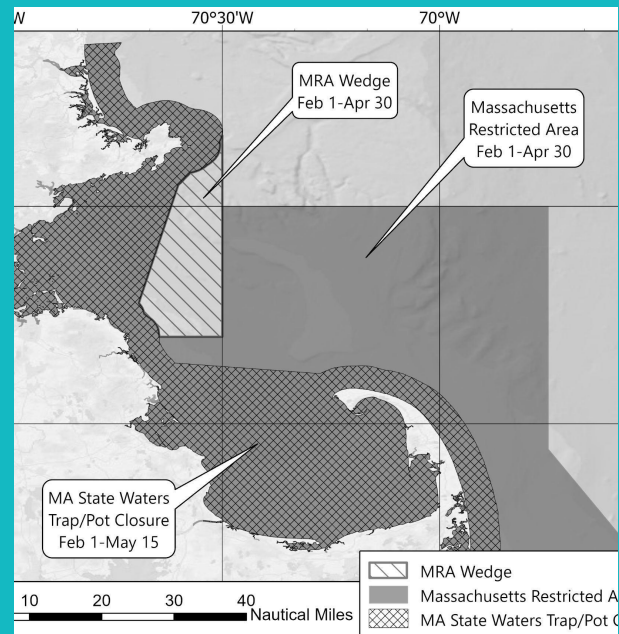 W
70°30'W
70°W
MRA Wedge
Feb 1-Apr 30
Massachusetts
Restricted Area
Feb 1-Apr 30
MA State Waters
Trap/Pot Closure
Feb 1-May 15
MRA Wedge
Massachusetts Restricted A
MA State Waters Trap/Pot C
10 20 30 40
Nautical Miles